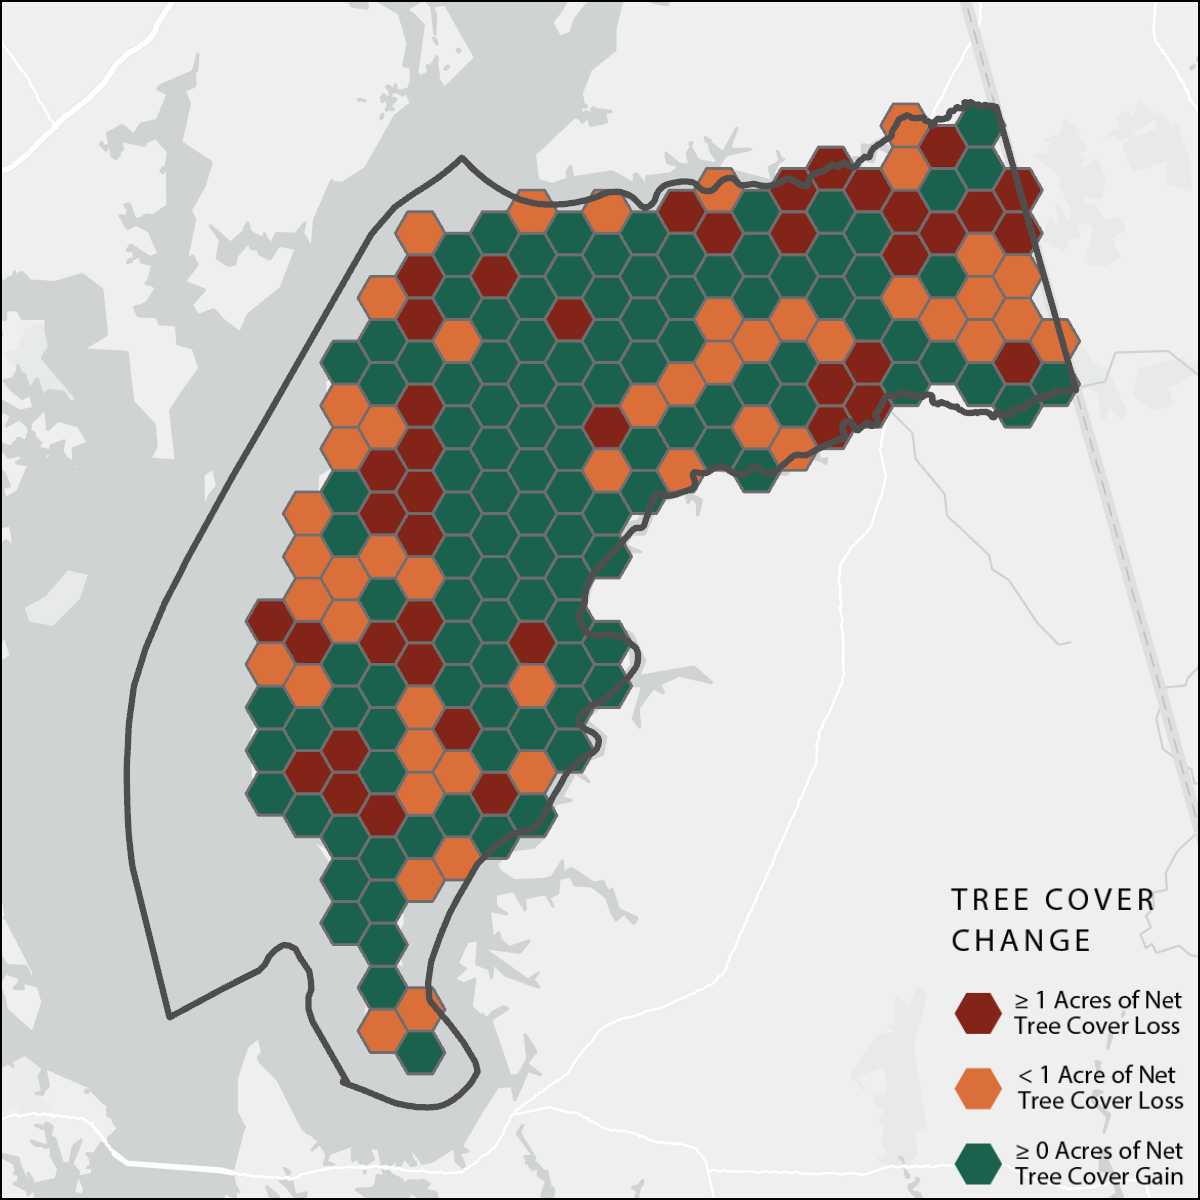 TREE COVER
CHANGE
≥ 1 Acres of Net
Tree Cover Loss
< 1 Acre of Net
Tree Cover Loss
≥ 0 Acres of Net
Tree Cover Gain